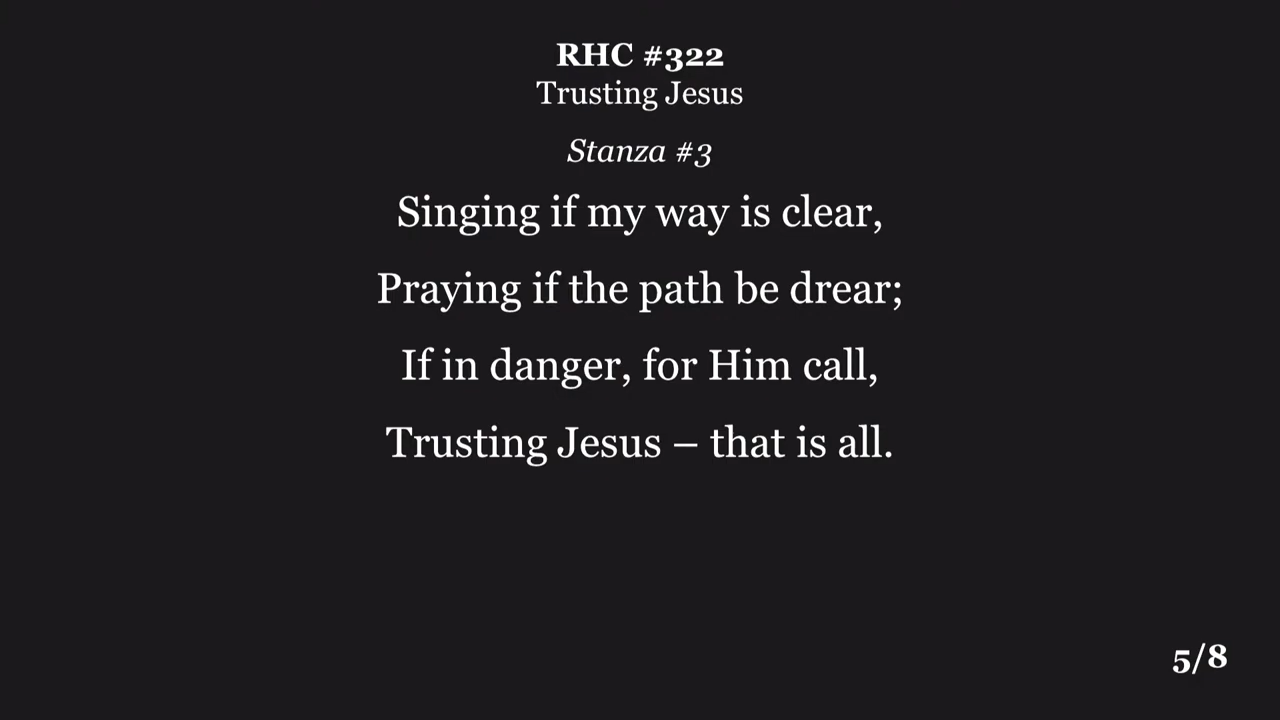 RHC #322
Trusting Jesus
Stanza #3
Singing if my way is clear,
Praying if the path be drear;
If in danger, for Him call,
Trusting Jesus – that is all.
5/8